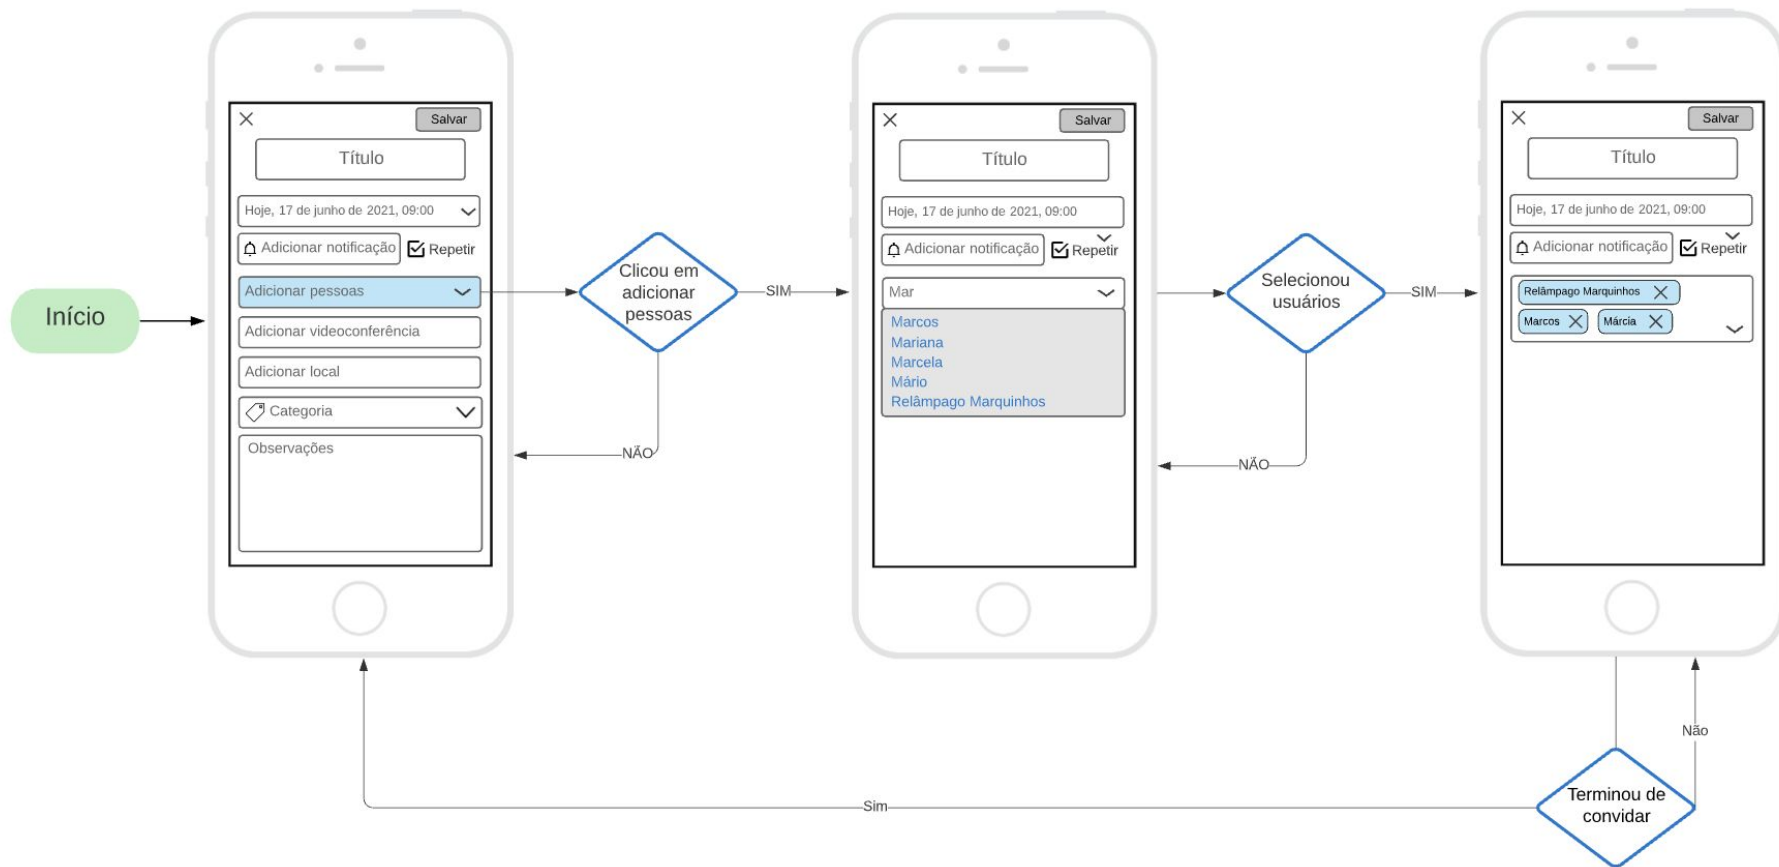 Início
Salvar
Título
Hoje, 17 de junho de 2021, 09:00
Adicionar notificação
Repetir
Adicionar pessoas
Adicionar videoconferência
Adicionar local
Categoria
Observações
Clicou em
adicionar
pessoas
SIM
NÃO
Salvar
Título
Hoje, 17 de junho de 2021, 09:00
Adicionar notificação
Repetir
Mar
Marcos
Mariana
Marcela
Mário
Relâmpago Marquinhos
Selecionou
usuários
SIM
NÃO
Salvar
Título
Hoje, 17 de junho de 2021, 09:00
Adicionar notificação
Repetir
Relâmpago Marquinhos
Marcos
Márcia
Não
Terminou de
convidar
Sim